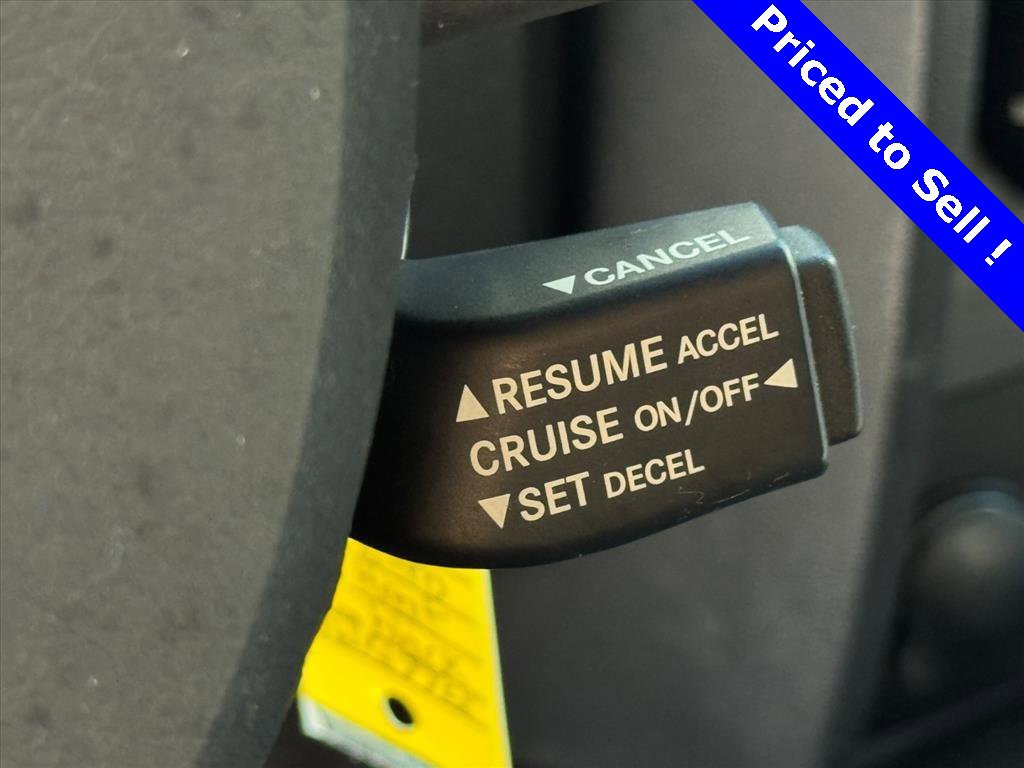 Priced to Sell !
▼CANCEL
▲RESUME ACCEL
CRUISE ON/OFF◀
▼SET DECEL